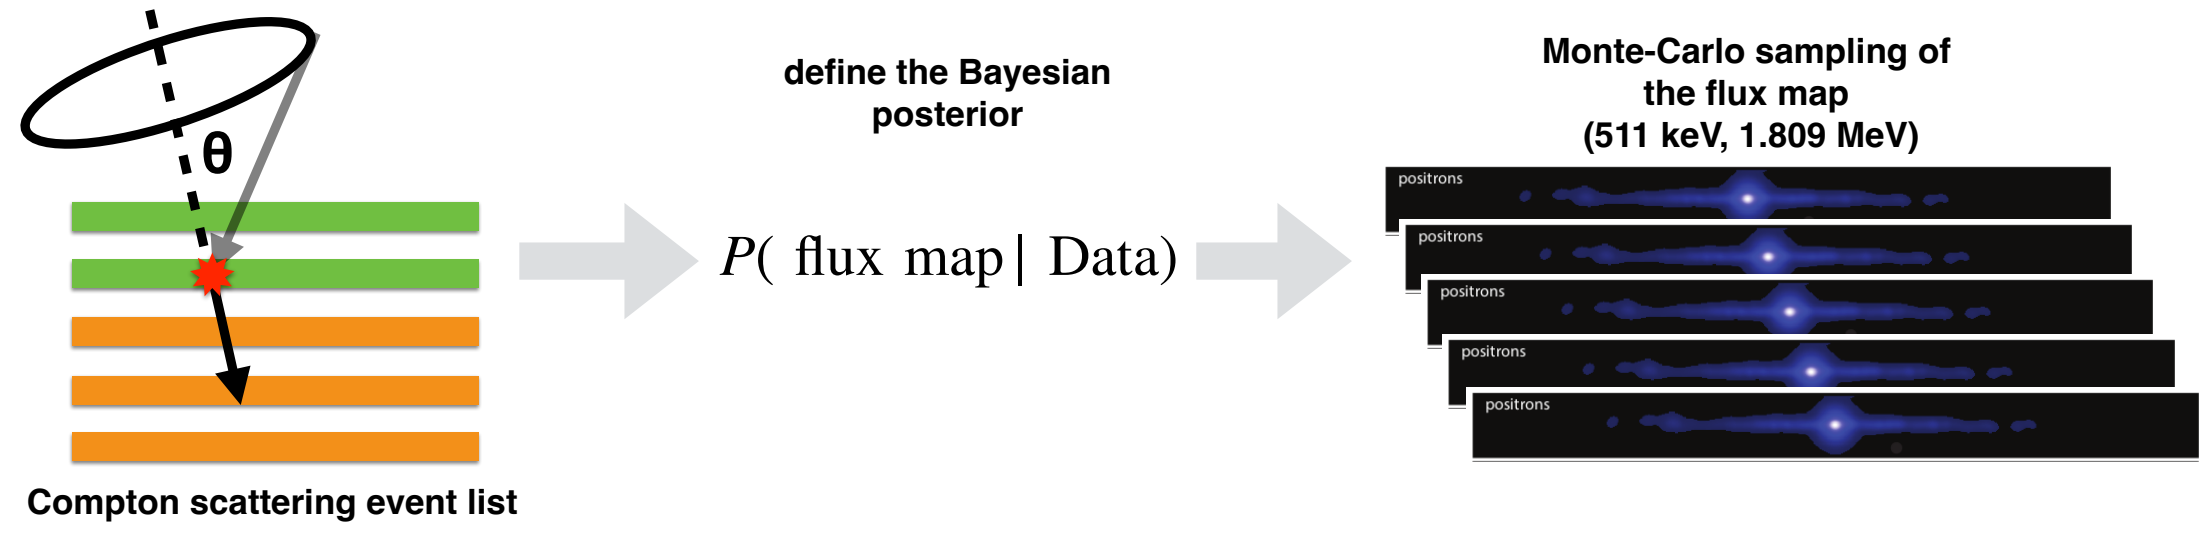 θ
Compton scattering event list
define the Bayesian
posterior
P( flux map | Data)
Monte-Carlo sampling of
the flux map
(511 keV, 1.809 MeV)
positrons
positrons
positrons
positrons
positrons